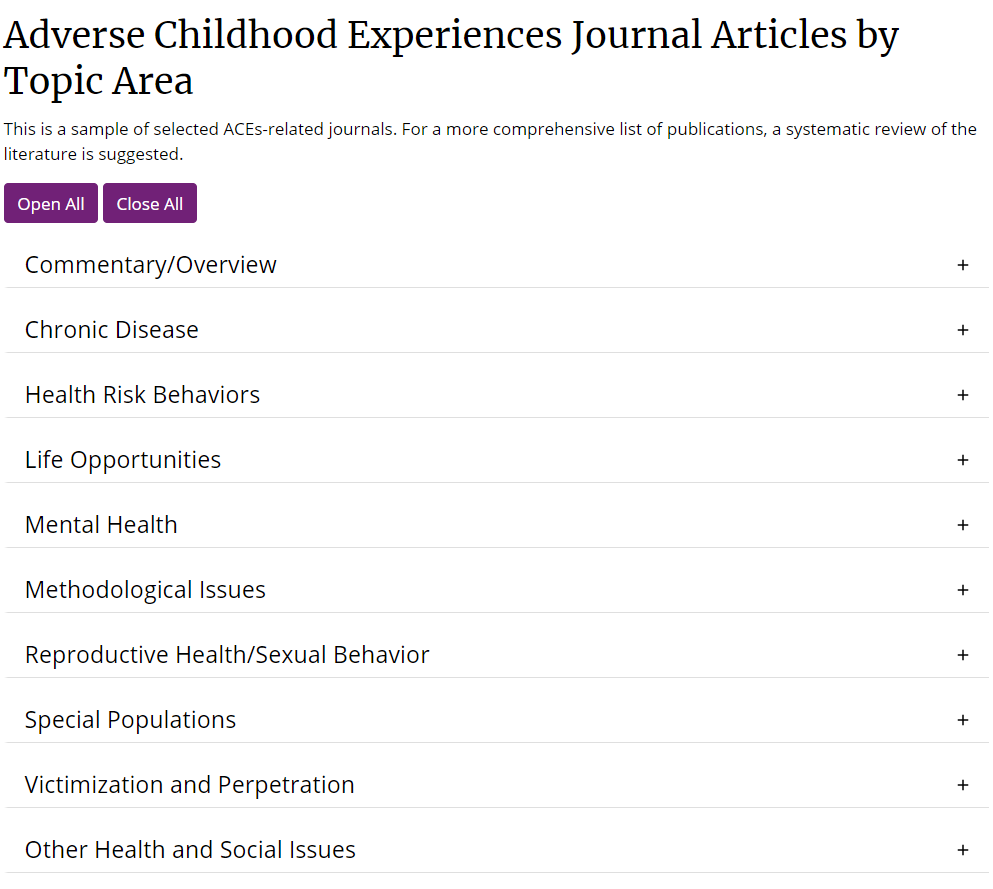 Adverse Childhood Experiences Journal Articles by
Topic Area
This is a sample of selected ACEs-related journals. For a more comprehensive list of publications, a systematic review of the
literature is suggested.
Open All Close All
Commentary/Overview +
Chronic Disease +
Health Risk Behaviors +
Life Opportunities +
Mental Health +
Methodological Issues +
Reproductive Health/Sexual Behavior +
Special Populations +
Victimization and Perpetration +
Other Health and Social Issues +